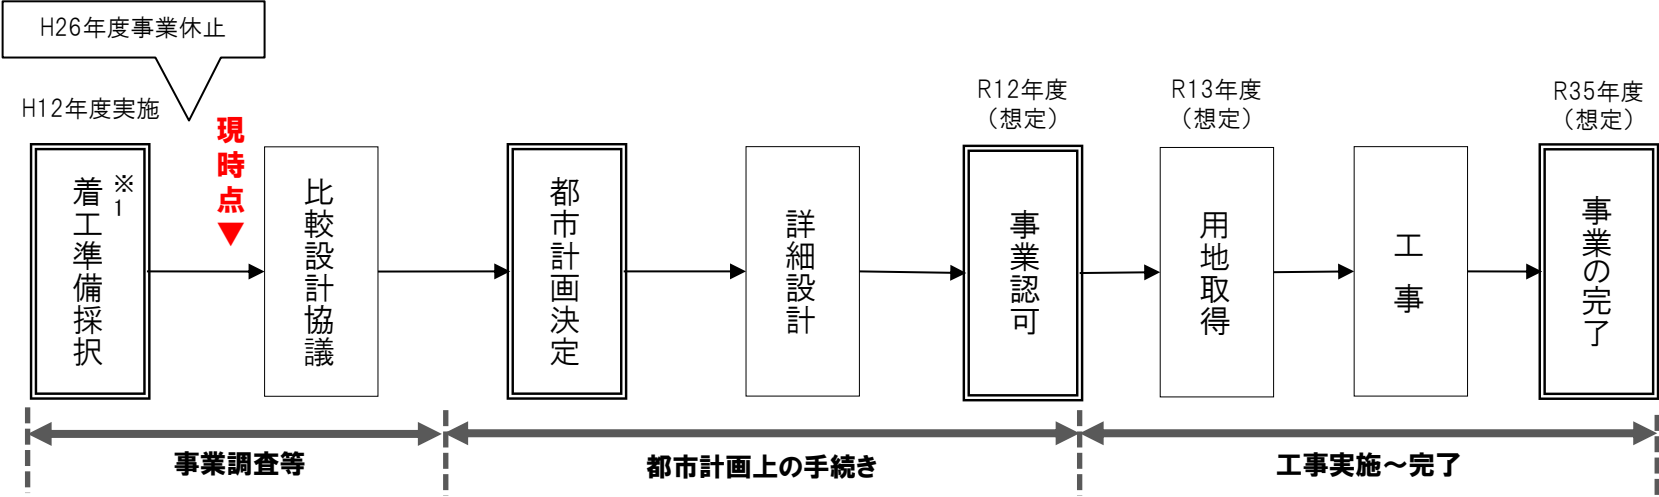 H26年度事業休止
H12年度実施
現時点▼
R12年度
（想定）
R13年度
（想定）
R35年度
（想定）
着工準備採択
※1
比較設計協議
都市計画決定
詳細設計
事業認可
用地取得
工事
事業の完了
事業調査等
都市計画上の手続き
工事実施～完了